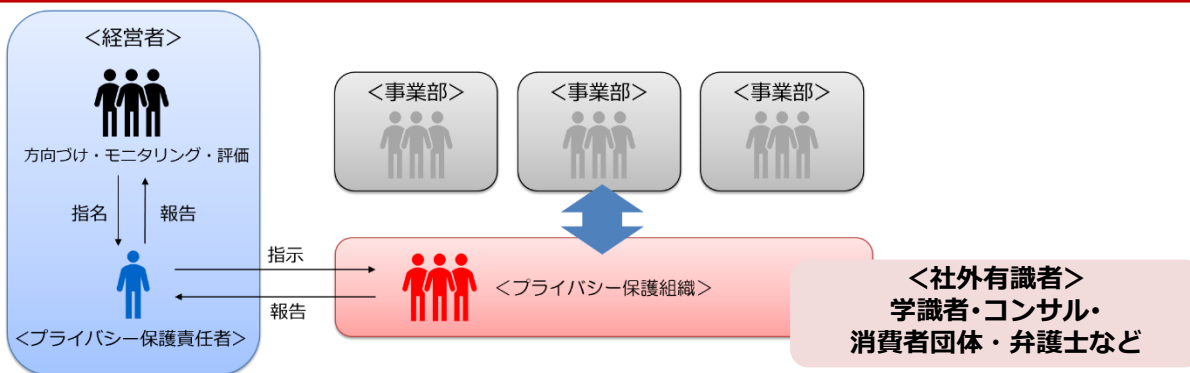 ＜経営者＞
方向づけ・モニタリング・評価
指名
報告
＜プライバシー保護責任者＞
＜事業部＞
＜事業部＞
＜事業部＞
指示
報告
＜プライバシー保護組織＞
＜社外有識者＞
学識者・コンサル・
消費者団体・弁護士など